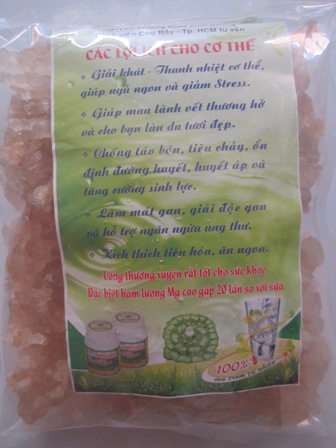 viện Chợ Rẫy - Tp. HCM tư vấn
CÁC LỢI ÍCH CHO CƠ THỂ
Giải khát - Thanh nhiệt cơ thể,
giúp ngủ ngon và giảm Stress.
Giúp mau lành vết thương hở
và cho bạn làn da tươi đẹp.
Chống táo bón, tiêu chảy, ổn
định đường huyết, huyết áp và
tăng cường sinh lực.
Làm mát gan, giải độc gan
và hỗ trợ ngăn ngừa ung thư.
Kích thích tiêu hóa, ăn ngon.
Uống thường xuyên rất tốt cho sức khỏe
Đặc biệt hàm lượng Mg cao gấp 20 lần so với sữa
100%